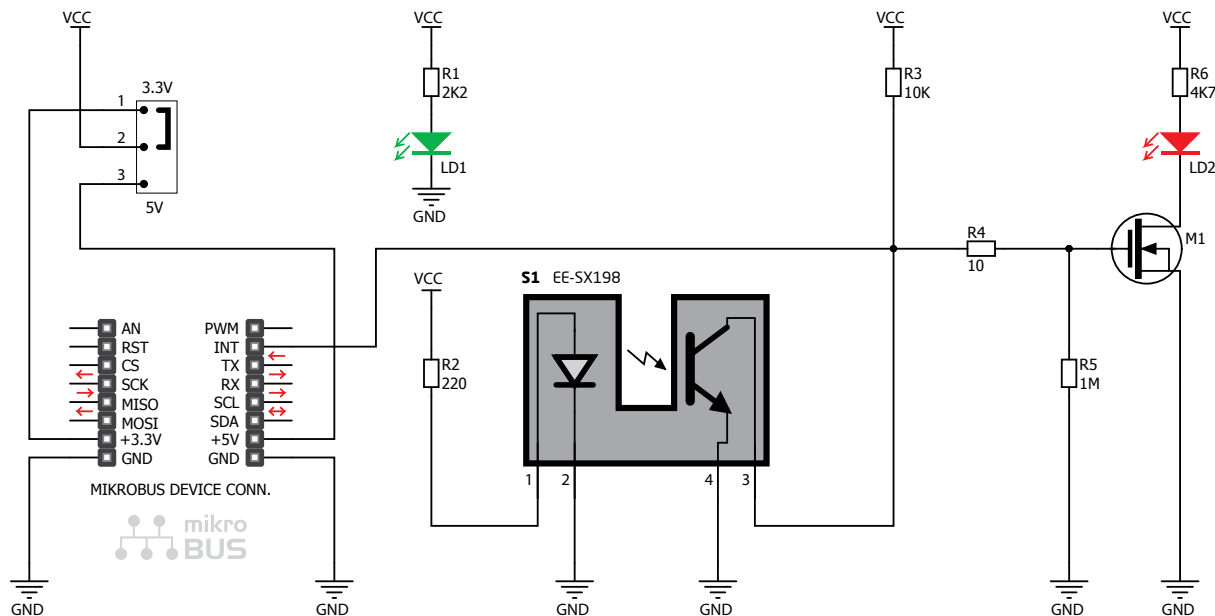 VCC
VCC
VCC
VCC
3.3V
1
2
3
5V
R1
2K2
LD1
GND
R3
10K
R6
4K7
LD2
R4
10
M1
VCC
S1 EE-SX198
R2
220
R5
1M
AN
RST
CS
SCK
MISO
MOSI
+3.3V
GND
PWM
INT
TX
RX
SCL
SDA
+5V
GND
1
2
4
3
MIKROBUS DEVICE CONN.
mikro
BUS
GND
GND
GND
GND
GND
GND